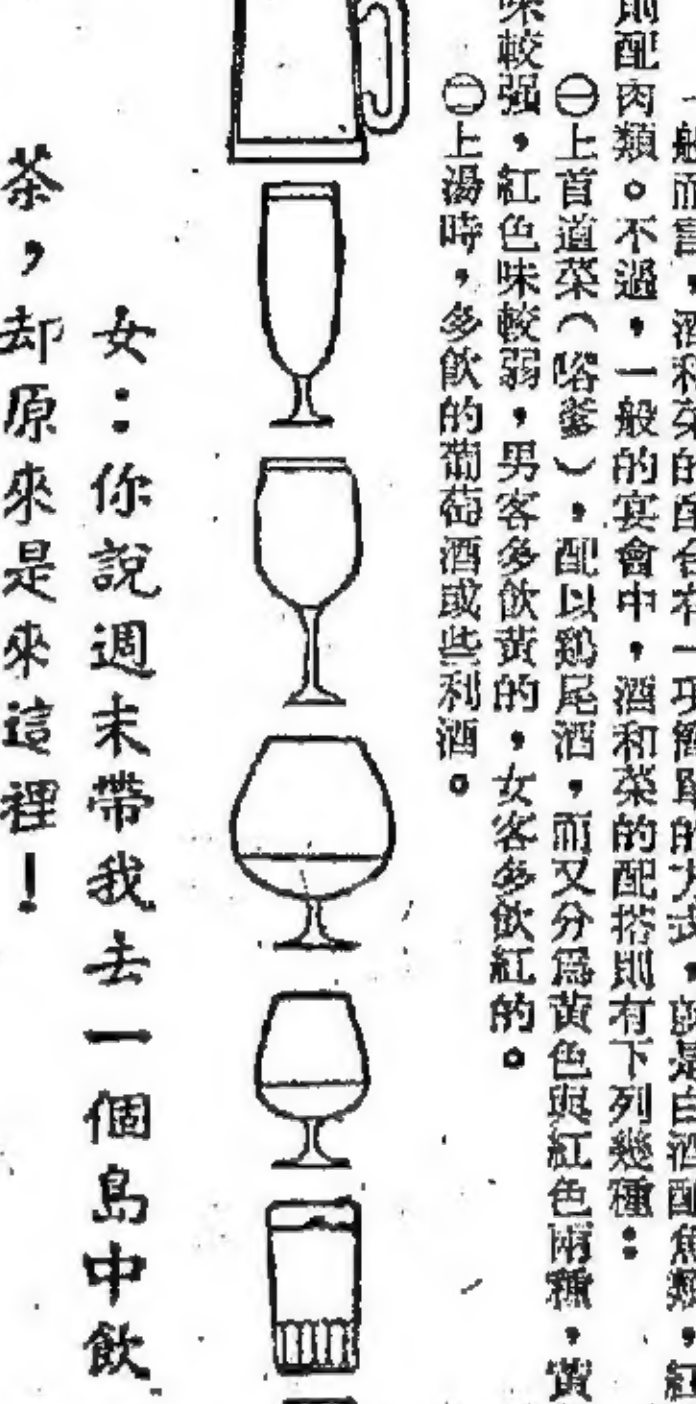 一般而言，酒和菜的配合有一項簡單的方式，就是白酒配魚類，紅
則配肉類。不過，一般的宴會中，酒和菜的配搭則有下列幾種：
㊀上首道菜（喀爹），配以鷄尾酒，而又分爲黃色與紅色兩種，黃
味較强，紅色味較弱，男客多飲黃的，女客多飲紅的。
㊁上湯時，多飲的葡萄酒或些利酒。
女：你說週末帶我去一個島中飲
茶，却原來是來這裡！